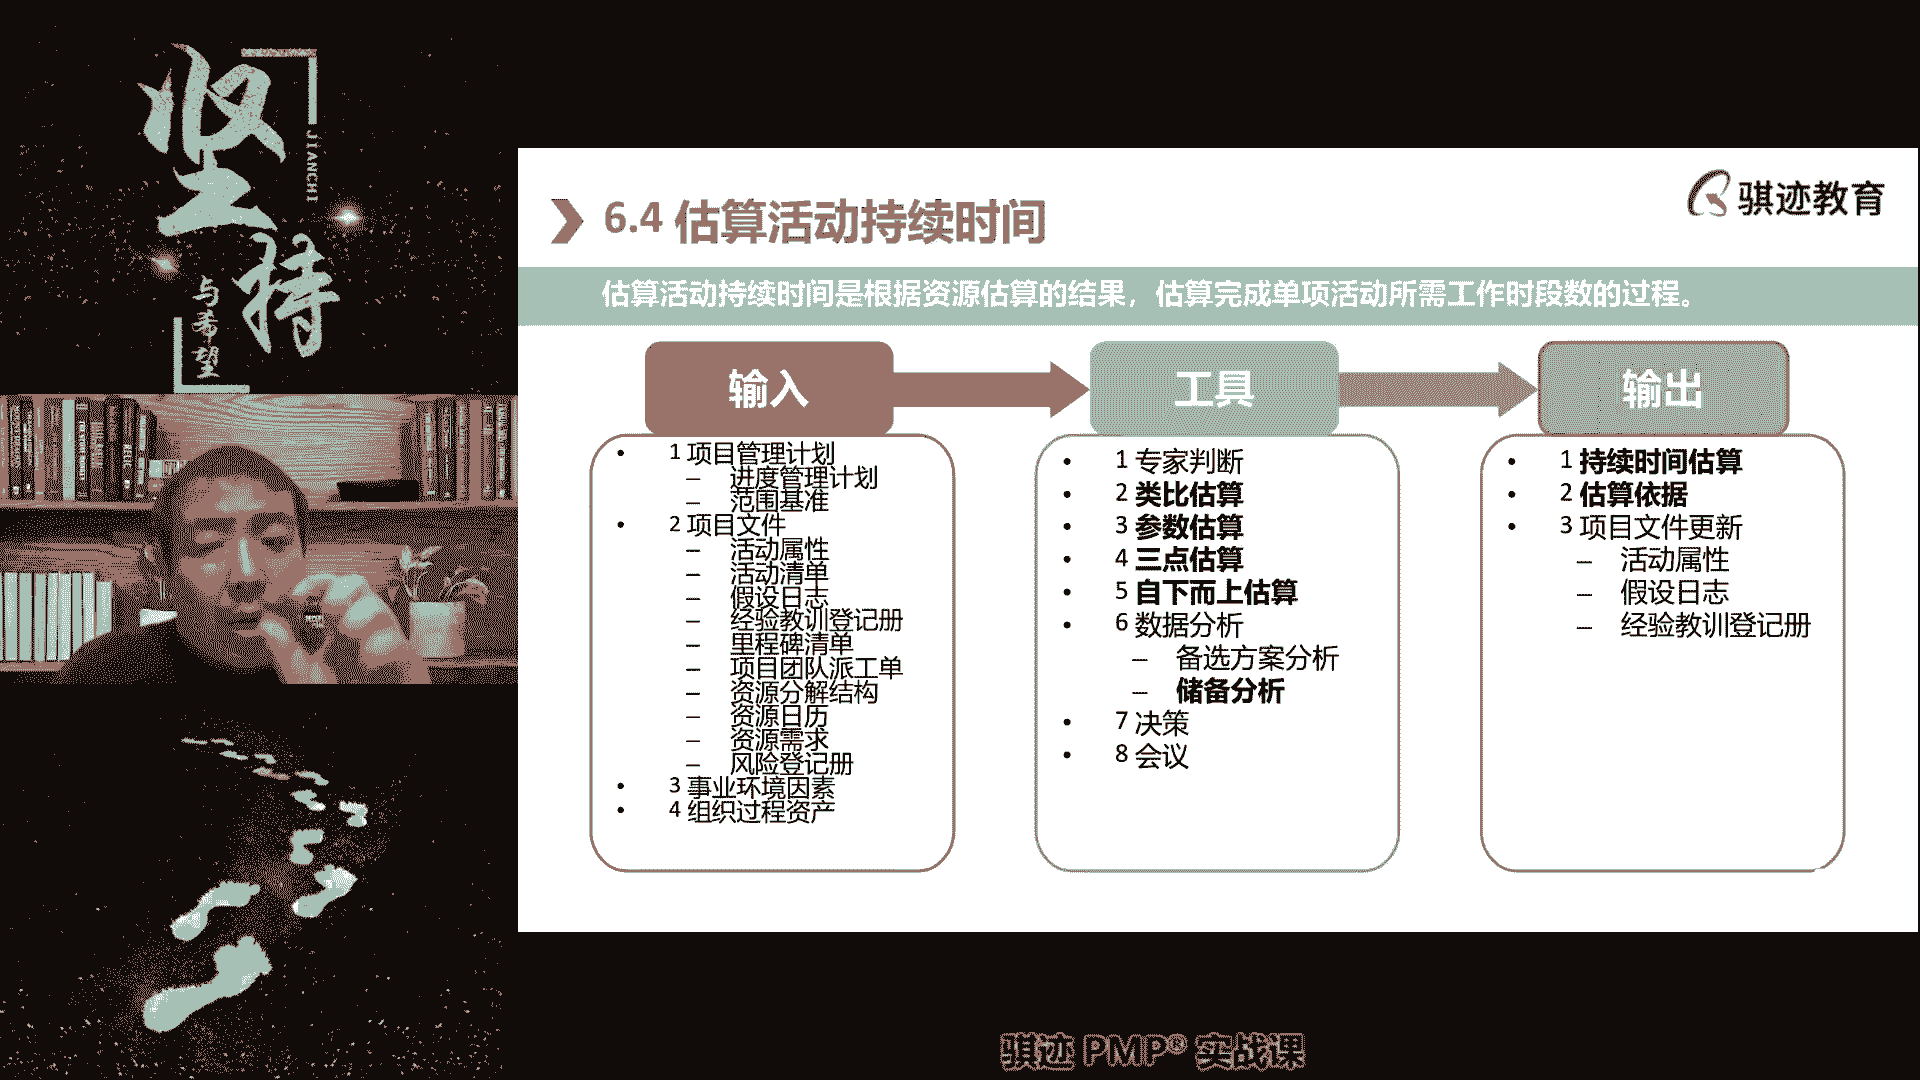 坚持
JIANCHI
与希望
骐迹教育
6.4 估算活动持续时间
估算活动持续时间是根据资源估算的结果，估算完成单项活动所需工作时段数的过程。
输入
• 1 项目管理计划
– 进度管理计划
– 范围基准
• 2 项目文件
– 活动属性
– 活动清单
– 假设日志
– 经验教训登记册
– 里程碑清单
– 项目团队派工单
– 资源分解结构
– 资源日历
– 资源需求
– 风险登记册
• 3 事业环境因素
• 4 组织过程资产
工具
• 1 专家判断
• 2 类比估算
• 3 参数估算
• 4 三点估算
• 5 自下而上估算
• 6 数据分析
– 备选方案分析
– 储备分析
• 7 决策
• 8 会议
输出
• 1 持续时间估算
• 2 估算依据
• 3 项目文件更新
– 活动属性
– 假设日志
– 经验教训登记册
骐迹 PMP® 实战课